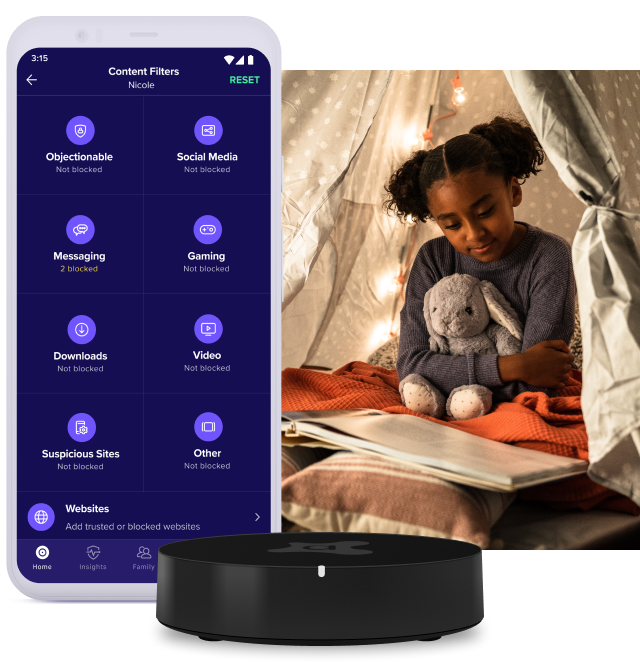 3:15
Content Filters
Nicole
RESET
Objectionable
Not blocked
Social Media
Not blocked
Messaging
2 blocked
Gaming
Not blocked
Downloads
Not blocked
Video
Not blocked
Suspicious Sites
Not blocked
Other
Not blocked
Websites
Add trusted or blocked websites
Home
Insights
Family